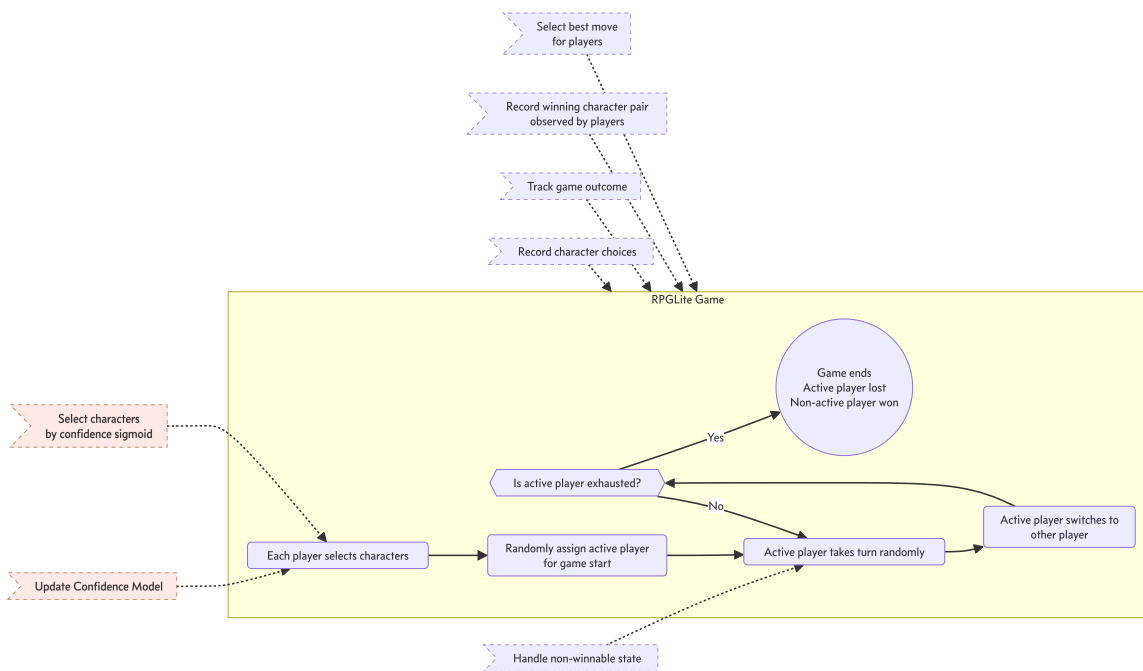 Select best move
for players
Record winning character pair
observed by players
Track game outcome
Record character choices
RPGLite Game
Game ends
Active player lost
Non-active player won
Select characters
by confidence sigmoid
Yes
Is active player exhausted?
No
Active player switches to
other player
Each player selects characters
Randomly assign active player
for game start
Active player takes turn randomly
Update Confidence Model
Handle non-winnable state